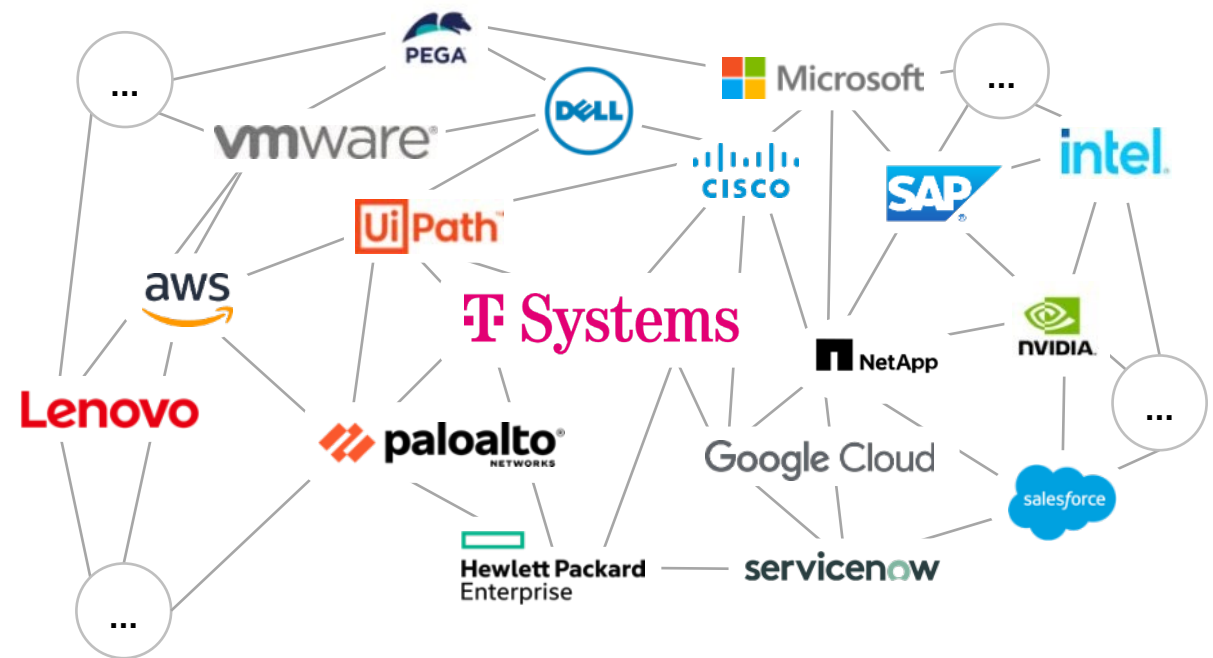 PEGA
...
Microsoft
...
DELL
vmware®
intel.
CISCO
SAP
®
UiPath™
aws
T Systems
NVIDIA.
NetApp
Lenovo
...
paloalto®
NETWORKS
Google Cloud
salesforce
Hewlett Packard
Enterprise
servicenow
...